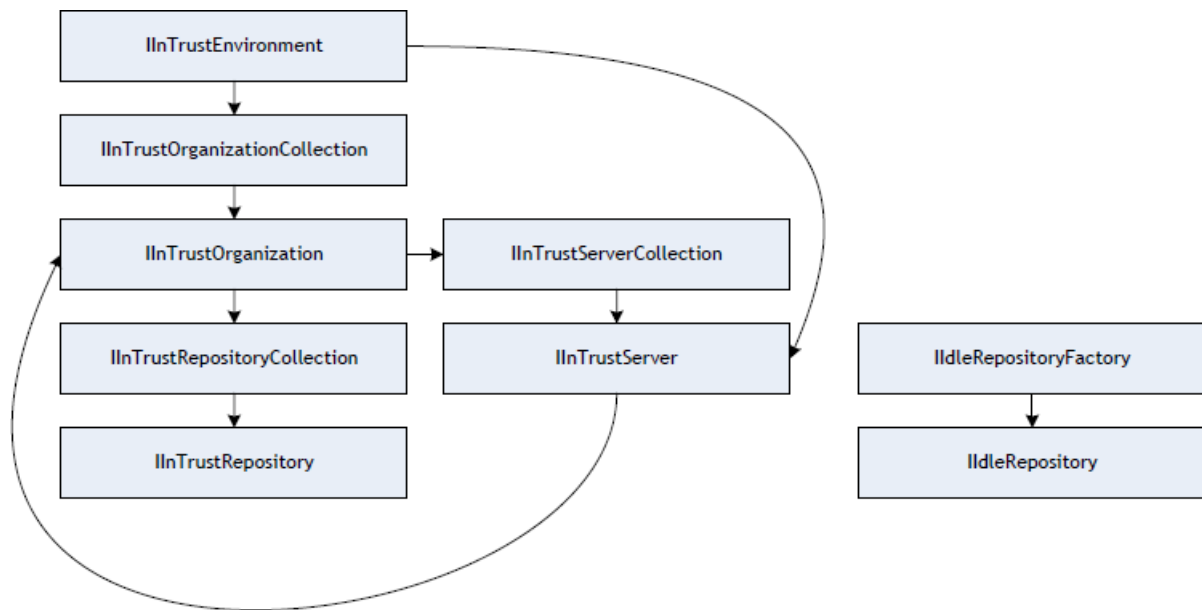 IInTrustEnvironment
IInTrustOrganizationCollection
IInTrustOrganization
IInTrustServerCollection
IInTrustRepositoryCollection
IInTrustServer
IIdleRepositoryFactory
IInTrustRepository
IIdleRepository